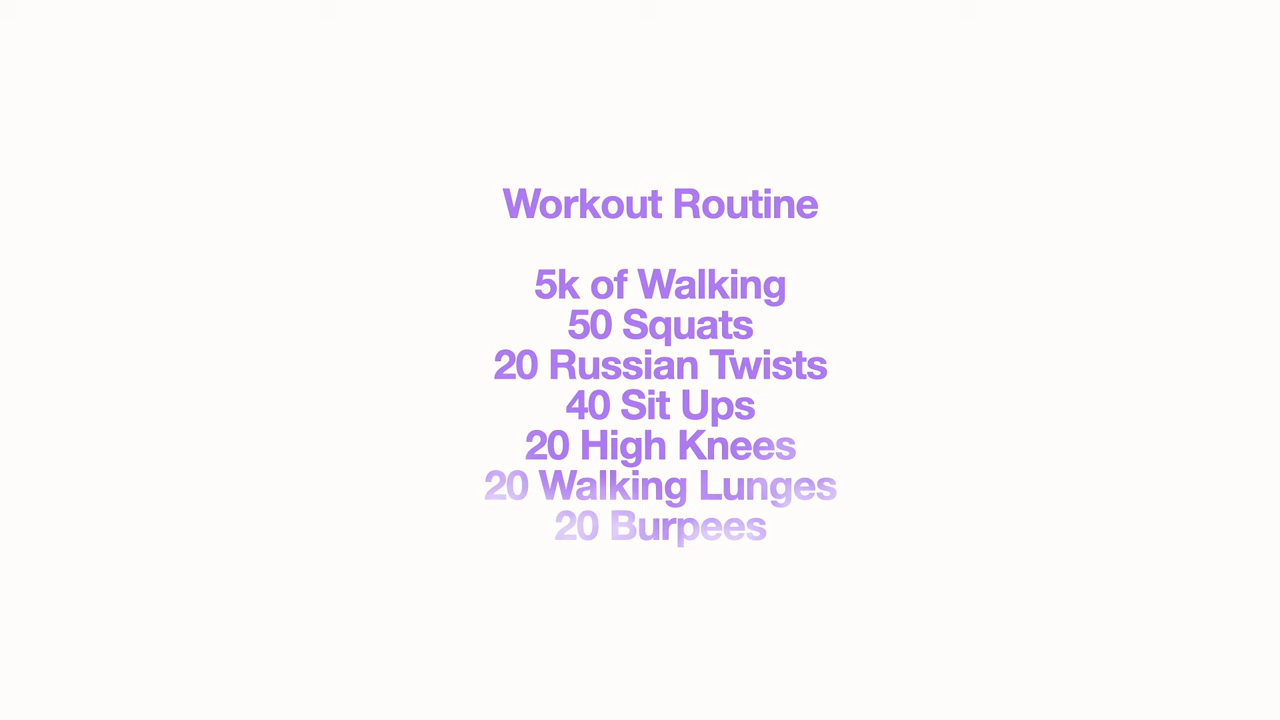 Workout Routine
5k of Walking
50 Squats
20 Russian Twists
40 Sit Ups
20 High Knees
20 Walking Lunges
20 Burpees